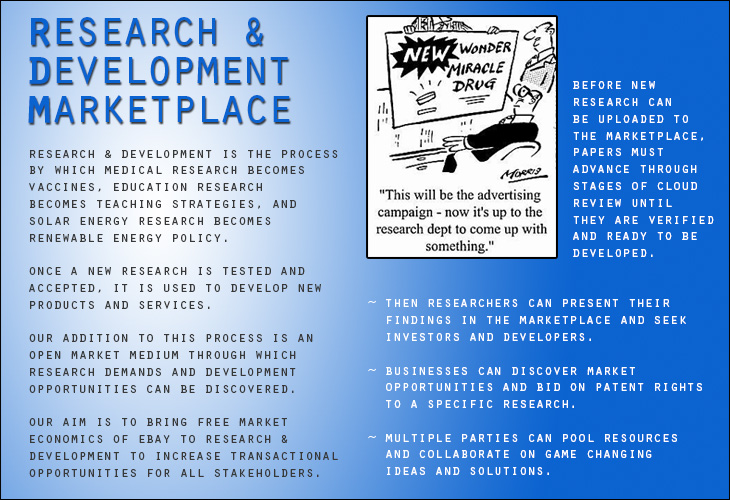 RESEARCH &
DEVELOPMENT
MARKETPLACE
RESEARCH & DEVELOPMENT IS THE PROCESS
BY WHICH MEDICAL RESEARCH BECOMES
VACCINES, EDUCATION RESEARCH
BECOMES TEACHING STRATEGIES, AND
SOLAR ENERGY RESEARCH BECOMES
RENEWABLE ENERGY POLICY.
ONCE A NEW RESEARCH IS TESTED AND
ACCEPTED, IT IS USED TO DEVELOP NEW
PRODUCTS AND SERVICES.
OUR ADDITION TO THIS PROCESS IS AN
OPEN MARKET MEDIUM THROUGH WHICH
RESEARCH DEMANDS AND DEVELOPMENT
OPPORTUNITIES CAN BE DISCOVERED.
OUR AIM IS TO BRING FREE MARKET
ECONOMICS OF EBAY TO RESEARCH &
DEVELOPMENT TO INCREASE TRANSACTIONAL
OPPORTUNITIES FOR ALL STAKEHOLDERS.
NEW WONDER
MIRACLE
DRUG
MORRIS
"This will be the advertising
campaign - now it's up to the
research dept to come up with
something."
BEFORE NEW
RESEARCH CAN
BE UPLOADED TO
THE MARKETPLACE,
PAPERS MUST
ADVANCE THROUGH
STAGES OF CLOUD
REVIEW UNTIL
THEY ARE VERIFIED
AND READY TO BE
DEVELOPED.
~ THEN RESEARCHERS CAN PRESENT THEIR
FINDINGS IN THE MARKETPLACE AND SEEK
INVESTORS AND DEVELOPERS.
~ BUSINESSES CAN DISCOVER MARKET
OPPORTUNITIES AND BID ON PATENT RIGHTS
TO A SPECIFIC RESEARCH.
~ MULTIPLE PARTIES CAN POOL RESOURCES
AND COLLABORATE ON GAME CHANGING
IDEAS AND SOLUTIONS.